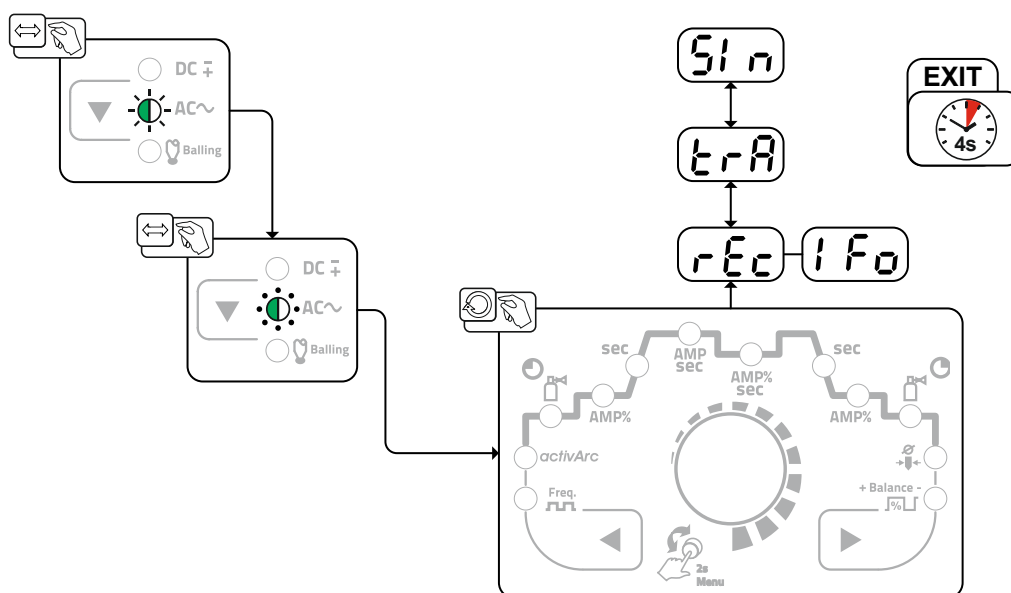 DC
AC
Balling
DC
AC
Balling
SIn
trA
rEc
IFo
EXIT
4s
sec
AMP
sec
AMP%
sec
sec
AMP%
AMP%
activArc
Freq.
+ Balance -
%
2s
Menu